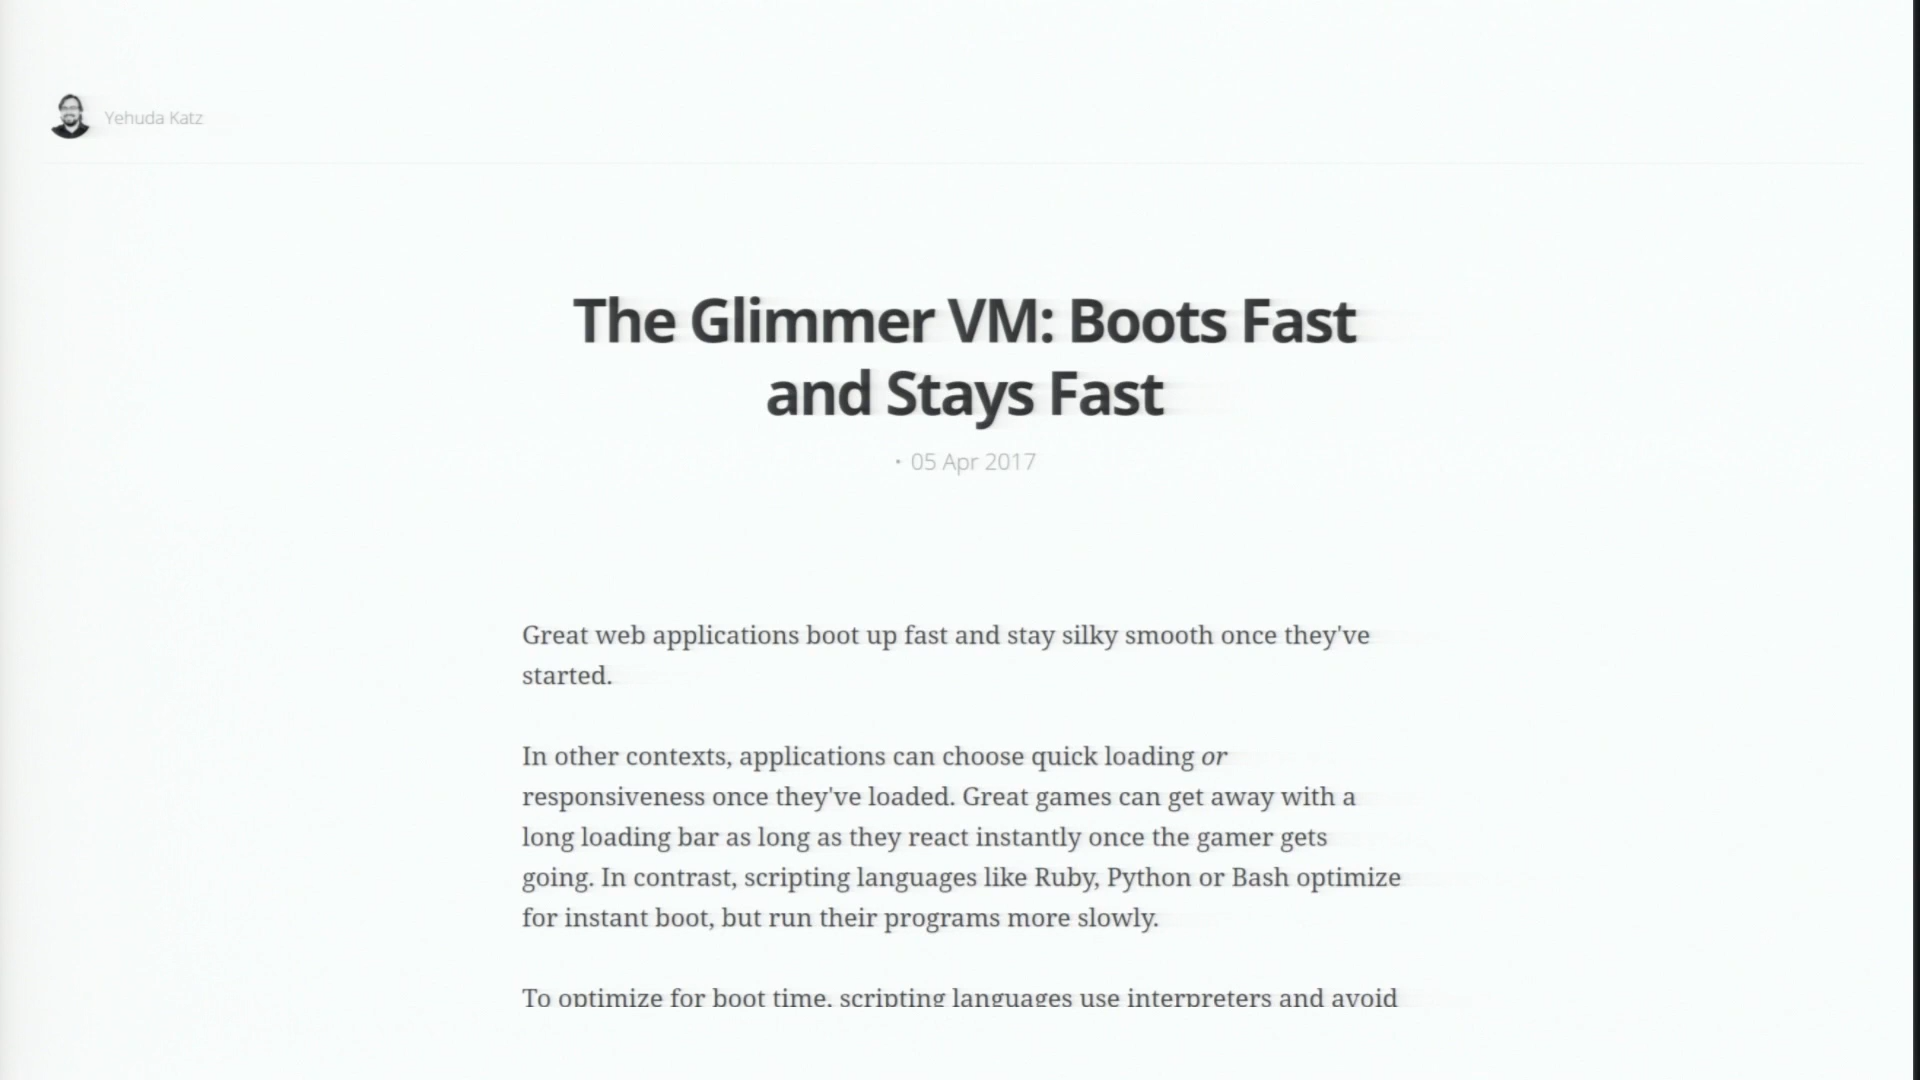 Yehuda Katz
The Glimmer VM: Boots Fast
and Stays Fast
• 05 Apr 2017
Great web applications boot up fast and stay silky smooth once they've
started.
In other contexts, applications can choose quick loading or
responsiveness once they've loaded. Great games can get away with a
long loading bar as long as they react instantly once the gamer gets
going. In contrast, scripting languages like Ruby, Python or Bash optimize
for instant boot, but run their programs more slowly.
To optimize for boot time, scripting languages use interpreters and avoid